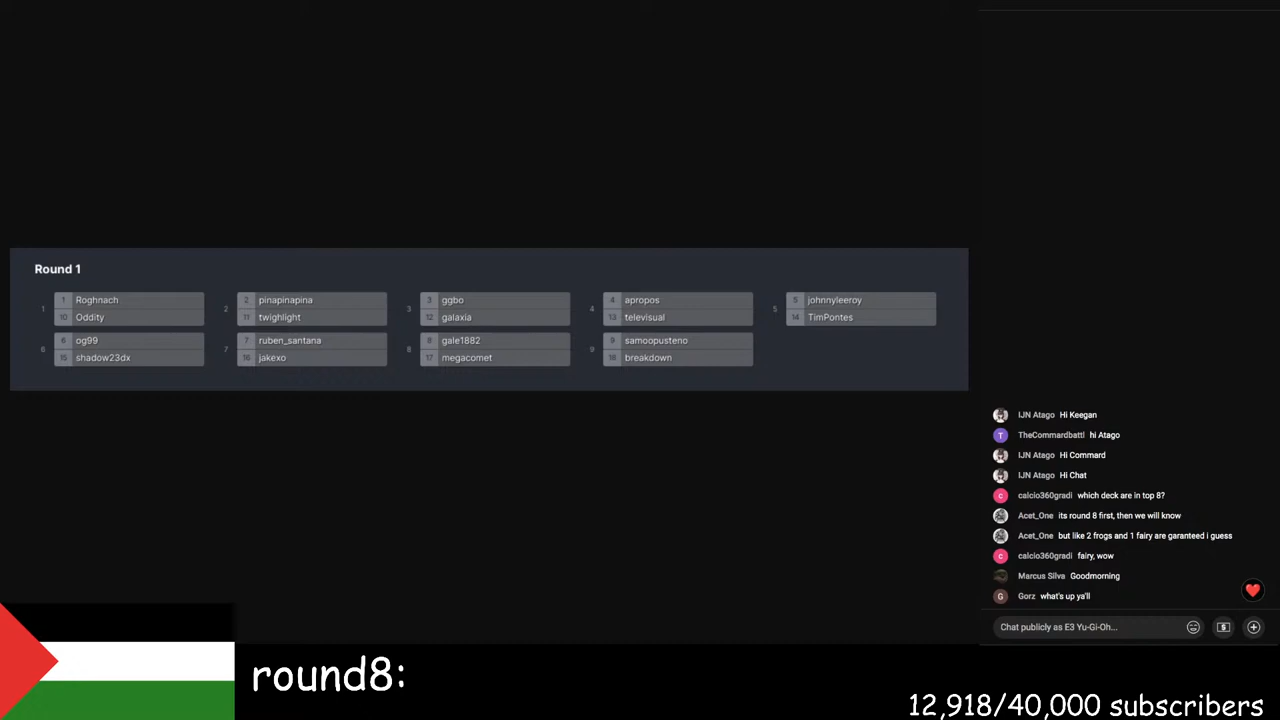 Round 1
1
1 Roghnach
10 Oddity
2
2 pinapinapina
11 twighlight
3
3 ggbo
12 galaxia
4
4 apropos
13 televisual
5
5 johnnyleeroy
14 TimPontes
6
6 og99
15 shadow23dx
7
7 ruben_santana
16 jakexo
8
8 gale1882
17 megacomet
9
9 samoopusteno
18 breakdown
IJN Atago Hi Keegan
T TheCommardbattl hi Atago
IJN Atago Hi Commard
IJN Atago Hi Chat
c calcio360gradi which deck are in top 8?
Acet_One its round 8 first, then we will know
Acet_One but like 2 frogs and 1 fairy are garanteed i guess
c calcio360gradi fairy, wow
Marcus Silva Goodmorning
G Gorz what's up ya'll
Chat publicly as E3 Yu-Gi-Oh...
round8:
12,918/40,000 subscribers